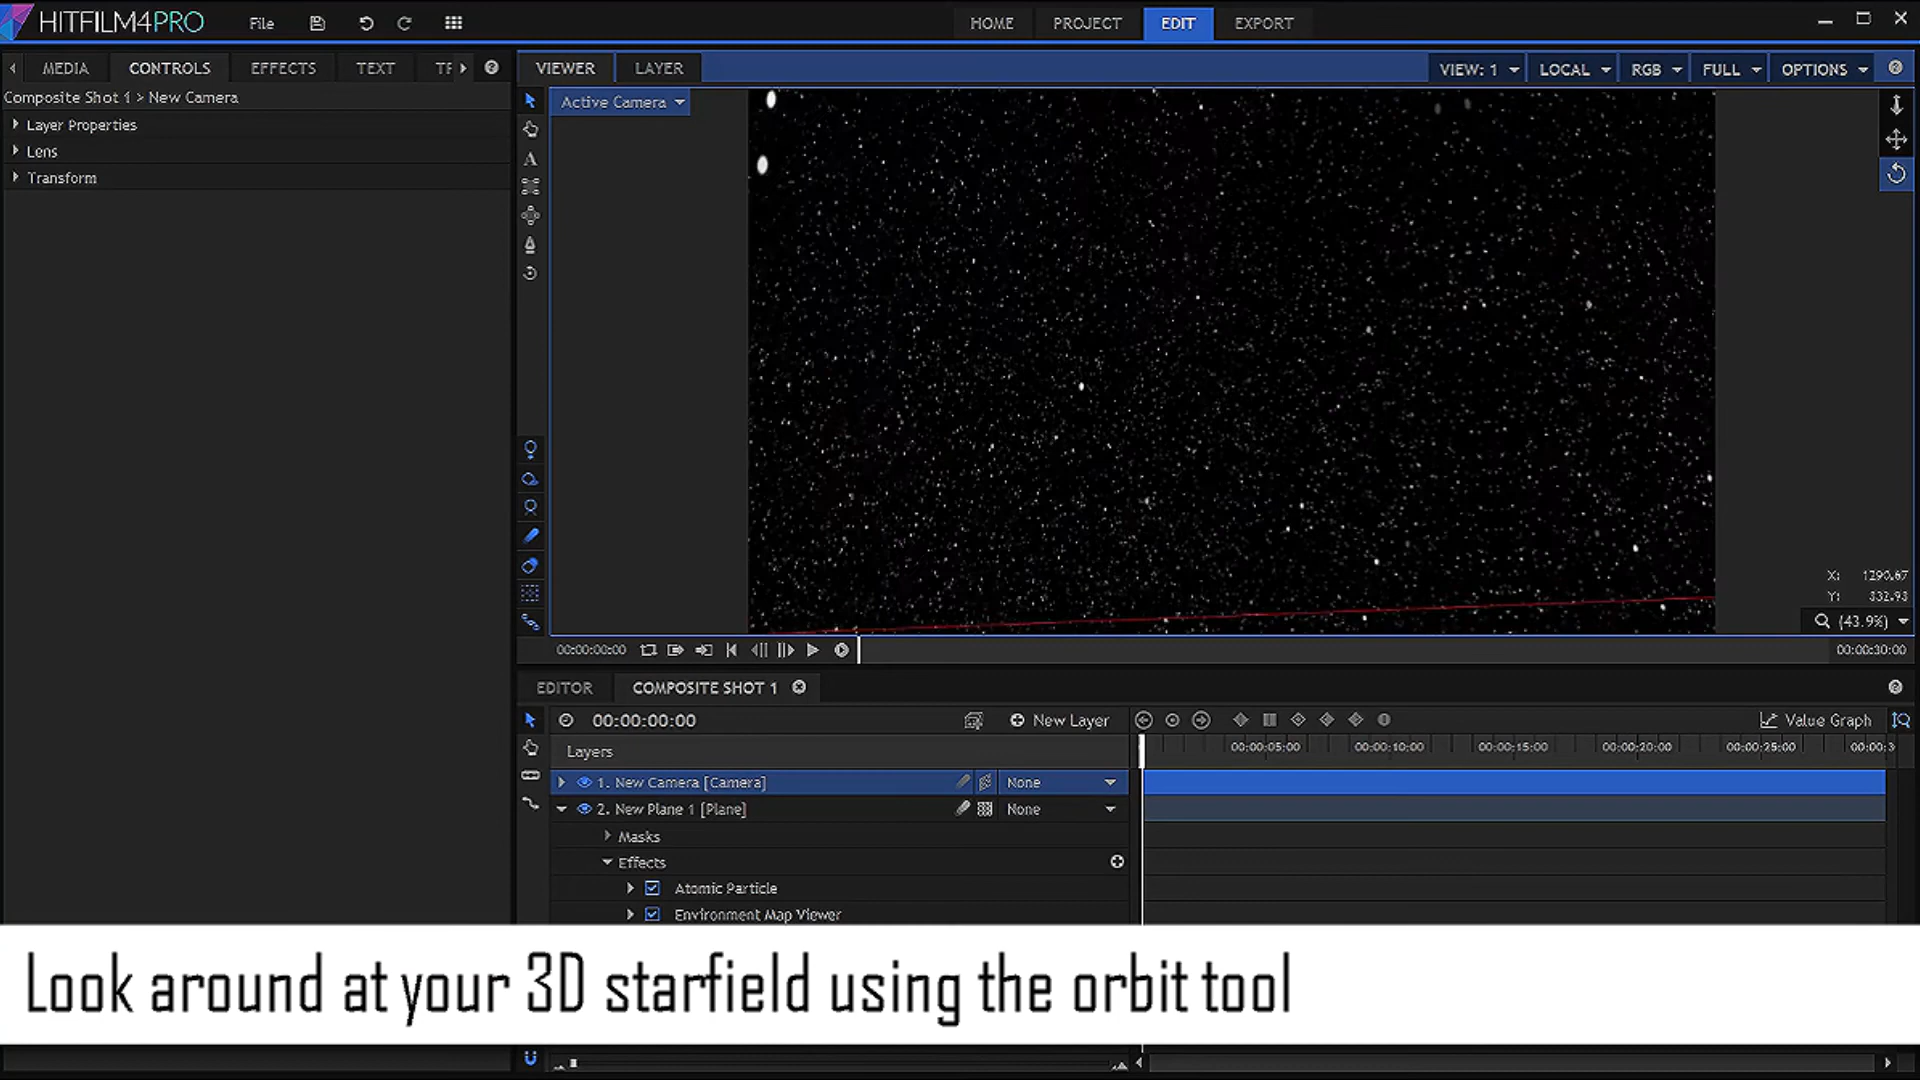 HITFILM4PRO
File
HOME
PROJECT
EDIT
EXPORT
MEDIA
CONTROLS
EFFECTS
TEXT
VIEWER
LAYER
VIEW: 1
LOCAL
RGB
FULL
OPTIONS
Composite Shot 1 > New Camera
Active Camera
Layer Properties
Lens
Transform
X: 1290.67
Y: 332.93
(43.9%)
00:00:00:00
00:00:30:00
EDITOR
COMPOSITE SHOT 1
00:00:00:00
New Layer
Value Graph
Layers
00:00:05:00
00:00:10:00
00:00:15:00
00:00:20:00
00:00:25:00
00:00:3
1. New Camera [Camera]
None
2. New Plane 1 [Plane]
None
Masks
Effects
Atomic Particle
Environment Map Viewer
Look around at your 3D starfield using the orbit tool